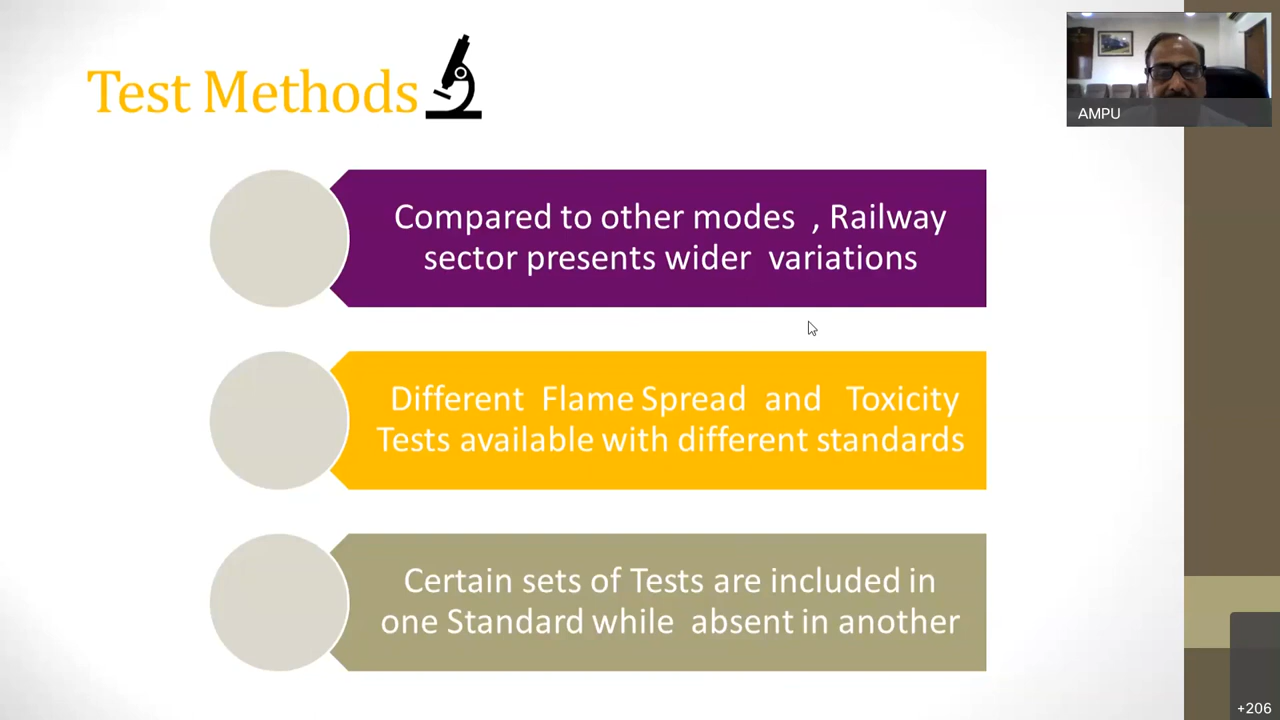 Test Methods
AMPU
Compared to other modes , Railway
sector presents wider variations
Different Flame Spread and Toxicity
Tests available with different standards
Certain sets of Tests are included in
one Standard while absent in another
+206